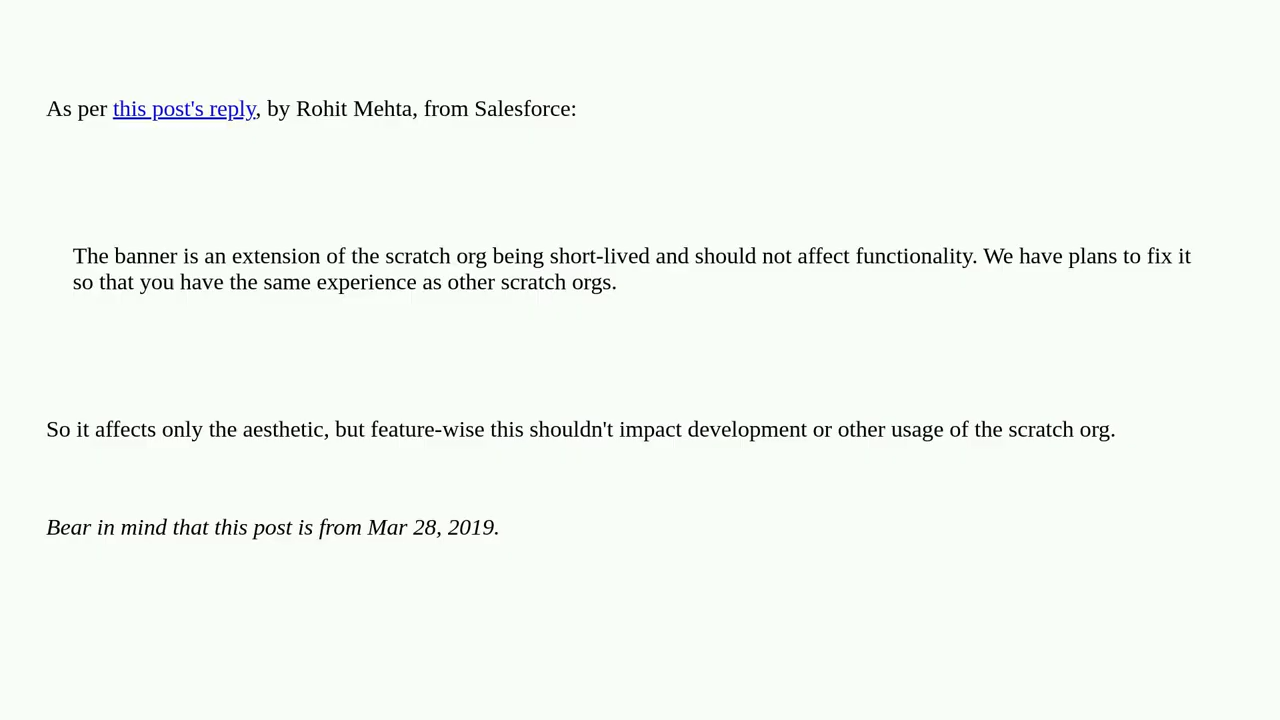 As per this post's reply, by Rohit Mehta, from Salesforce:
The banner is an extension of the scratch org being short-lived and should not affect functionality. We have plans to fix it
so that you have the same experience as other scratch orgs.
So it affects only the aesthetic, but feature-wise this shouldn't impact development or other usage of the scratch org.
Bear in mind that this post is from Mar 28, 2019.